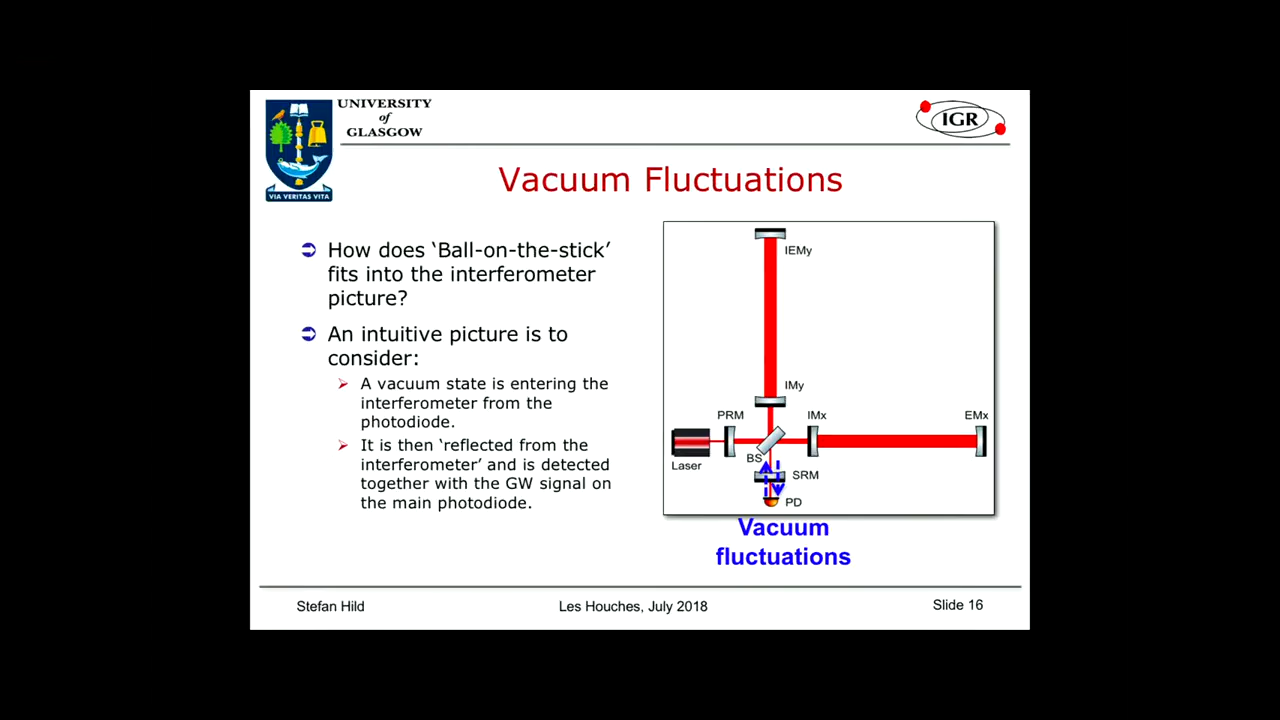 UNIVERSITY
of
GLASGOW
VIA VERITAS VITA
IGR
Vacuum Fluctuations
How does ‘Ball-on-the-stick’
fits into the interferometer
picture?
An intuitive picture is to
consider:
A vacuum state is entering the
interferometer from the
photodiode.
It is then ‘reflected from the
interferometer’ and is detected
together with the GW signal on
the main photodiode.
IEMy
IMy
PRM
IMx
EMx
Laser
BS
SRM
PD
Vacuum
fluctuations
Stefan Hild
Les Houches, July 2018
Slide 16